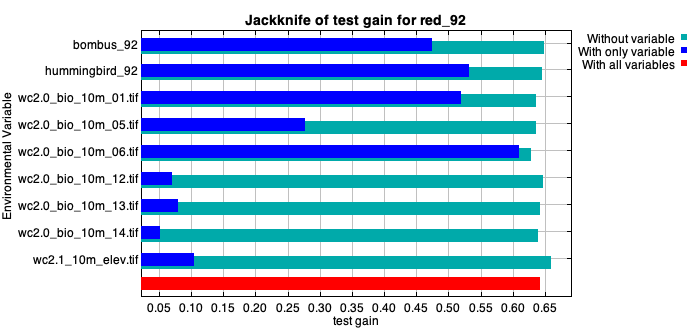 Jackknife of test gain for red_92
Without variable
With only variable
With all variables
Environmental Variable
bombus_92
hummingbird_92
wc2.0_bio_10m_01.tif
wc2.0_bio_10m_05.tif
wc2.0_bio_10m_06.tif
wc2.0_bio_10m_12.tif
wc2.0_bio_10m_13.tif
wc2.0_bio_10m_14.tif
wc2.1_10m_elev.tif
0.05 0.10 0.15 0.20 0.25 0.30 0.35 0.40 0.45 0.50 0.55 0.60 0.65
test gain